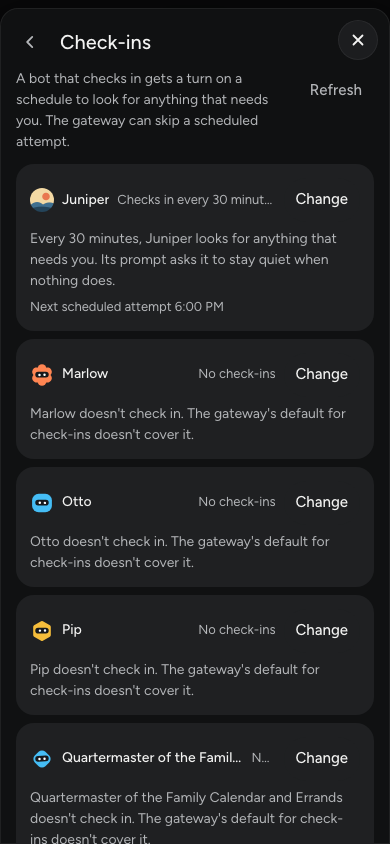 Check-ins
A bot that checks in gets a turn on a
schedule to look for anything that needs
you. The gateway can skip a scheduled
attempt.
Refresh
Juniper Checks in every 30 minut... Change
Every 30 minutes, Juniper looks for anything that
needs you. Its prompt asks it to stay quiet when
nothing does.
Next scheduled attempt 6:00 PM
Marlow No check-ins Change
Marlow doesn't check in. The gateway's default for
check-ins doesn't cover it.
Otto No check-ins Change
Otto doesn't check in. The gateway's default for
check-ins doesn't cover it.
Pip No check-ins Change
Pip doesn't check in. The gateway's default for
check-ins doesn't cover it.
Quartermaster of the Famil... N... Change
Quartermaster of the Family Calendar and Errands
doesn't check in. The gateway's default for check-
ins doesn't cover it.